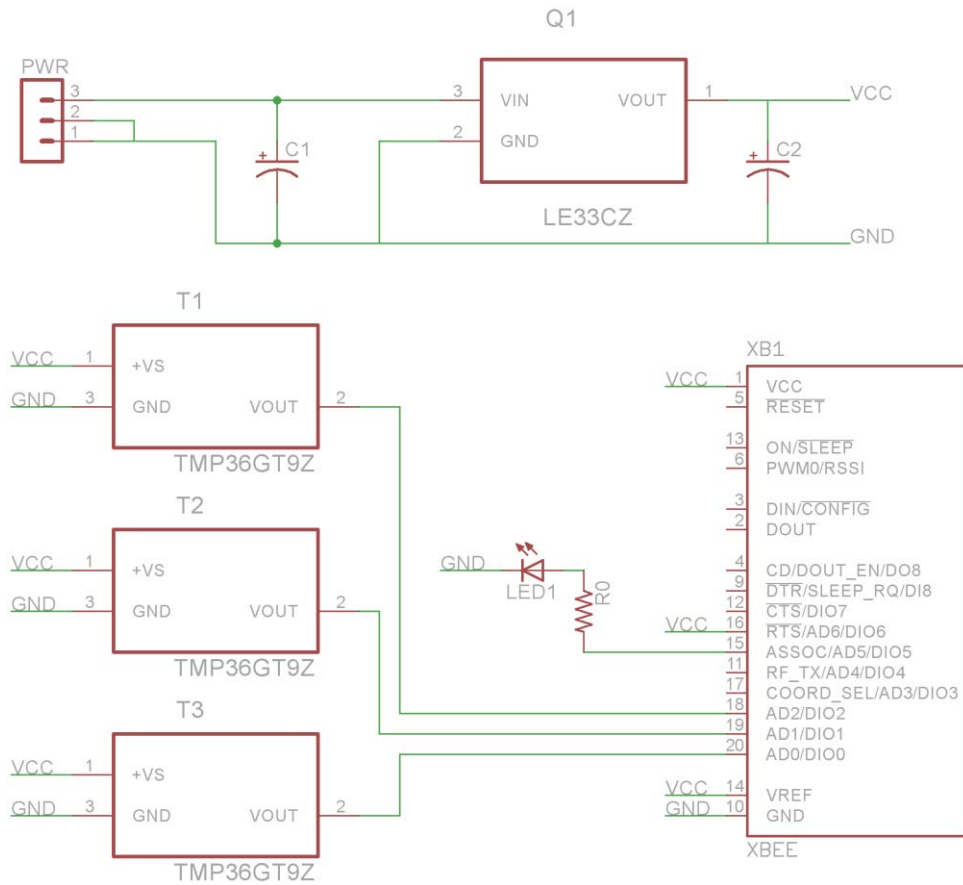 Q1
PWR
3
2
1
3 VIN VOUT 1 VCC
2 GND
+ C1
+ C2
LE33CZ
GND
T1
VCC 1 +VS
GND 3 GND VOUT 2
TMP36GT9Z
T2
VCC 1 +VS
GND 3 GND VOUT 2
TMP36GT9Z
T3
VCC 1 +VS
GND 3 GND VOUT 2
TMP36GT9Z
GND
LED1
R0
XB1
VCC 1 VCC
5 RESET
13 ON/SLEEP
6 PWM0/RSSI
3 DIN/CONFIG
2 DOUT
4 CD/DOUT_EN/DO8
9 DTR/SLEEP_RQ/DI8
12 CTS/DIO7
VCC 16 RTS/AD6/DIO6
15 ASSOC/AD5/DIO5
11 RF_TX/AD4/DIO4
17 COORD_SEL/AD3/DIO3
18 AD2/DIO2
19 AD1/DIO1
20 AD0/DIO0
VCC 14 VREF
GND 10 GND
XBEE